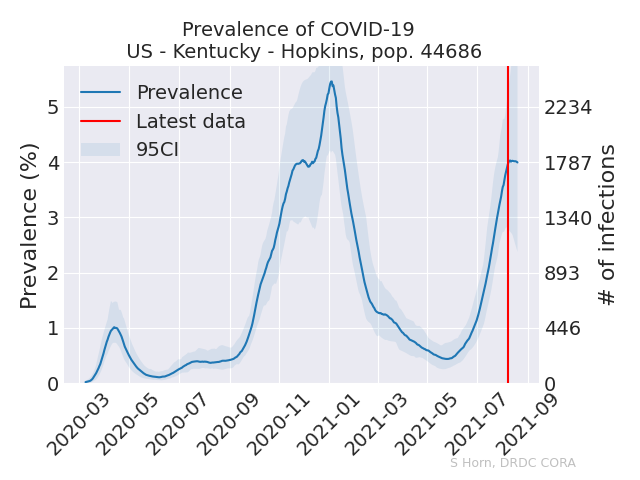 Prevalence of COVID-19
US - Kentucky - Hopkins, pop. 44686
Prevalence
Latest data
95CI
Prevalence (%)
5
4
3
2
1
0
2234
1787
1340
893
446
0
# of infections
2020-03
2020-05
2020-07
2020-09
2020-11
2021-01
2021-03
2021-05
2021-07
2021-09
S Horn, DRDC CORA